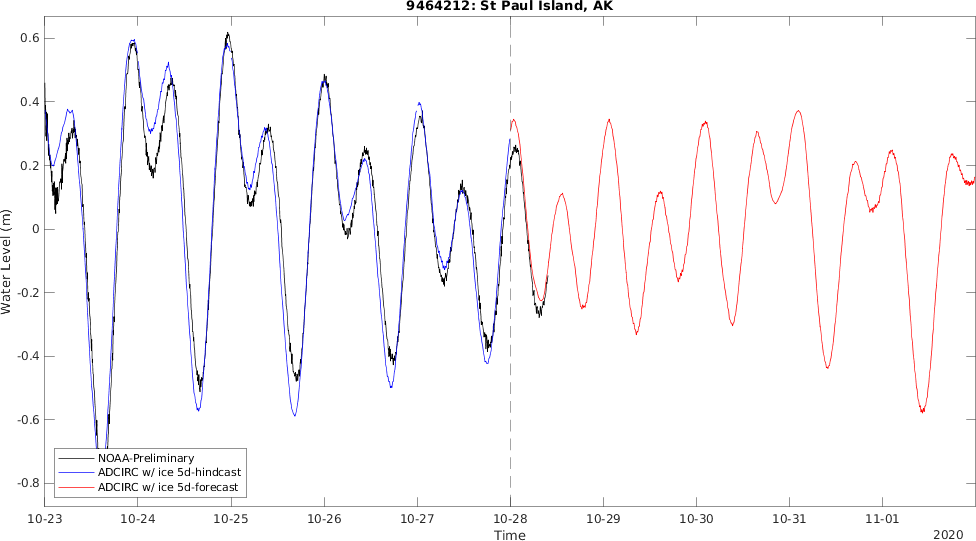 9464212: St Paul Island, AK
Water Level (m)
0.6
0.4
0.2
0
-0.2
-0.4
-0.6
-0.8
NOAA-Preliminary
ADCIRC w/ ice 5d-hindcast
ADCIRC w/ ice 5d-forecast
10-23 10-24 10-25 10-26 10-27 10-28 10-29 10-30 10-31 11-01
Time
2020